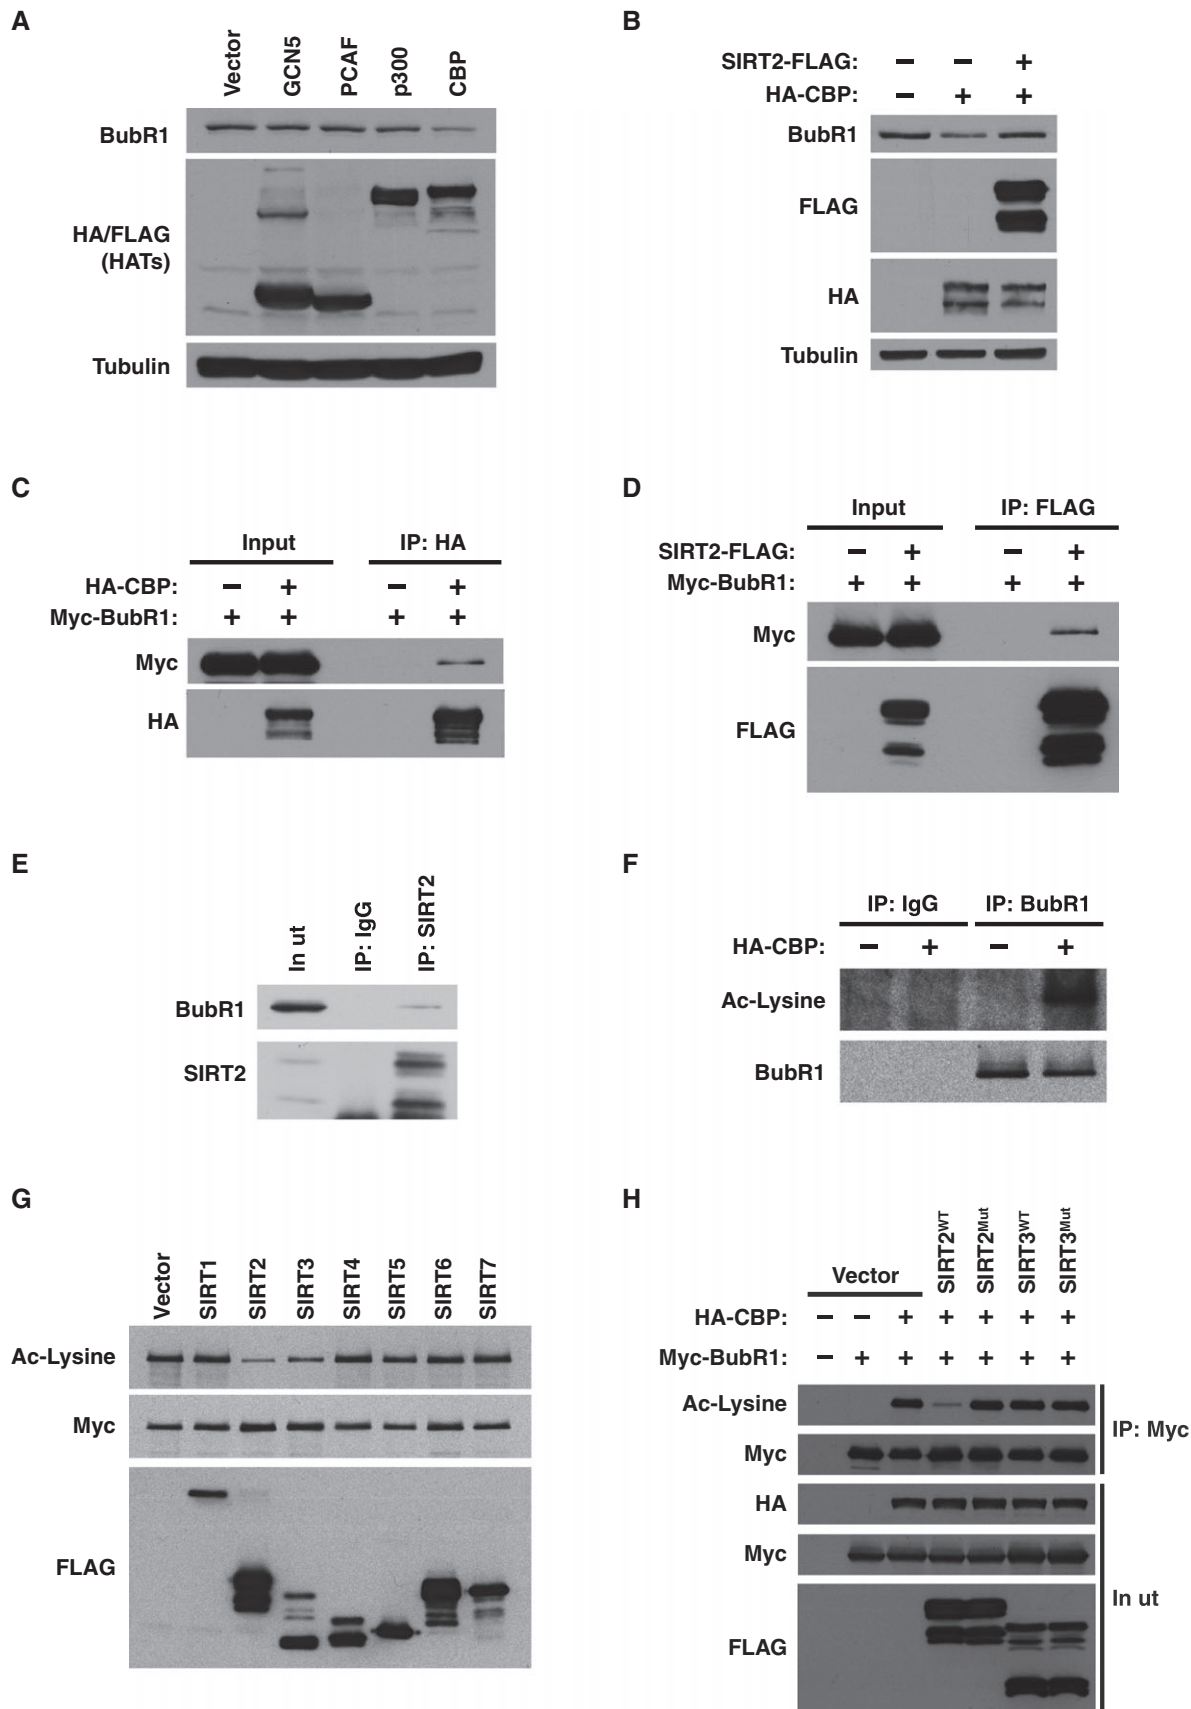 A
Vector GCN5 PCAF p300 CBP
BubR1
HA/FLAG
(HATs)
Tubulin
B
SIRT2-FLAG: – – +
HA-CBP: – + +
BubR1
FLAG
HA
Tubulin
C
Input IP: HA
HA-CBP: – + – +
Myc-BubR1: + + + +
Myc
HA
D
Input IP: FLAG
SIRT2-FLAG: – + – +
Myc-BubR1: + + + +
Myc
FLAG
E
In ut IP: IgG IP: SIRT2
BubR1
SIRT2
F
IP: IgG IP: BubR1
HA-CBP: – + – +
Ac-Lysine
BubR1
G
Vector SIRT1 SIRT2 SIRT3 SIRT4 SIRT5 SIRT6 SIRT7
Ac-Lysine
Myc
FLAG
H
Vector SIRT2WT SIRT2Mut SIRT3WT SIRT3Mut
HA-CBP: – – + + + + +
Myc-BubR1: – + + + + + +
Ac-Lysine
Myc
IP: Myc
HA
Myc
FLAG
In ut